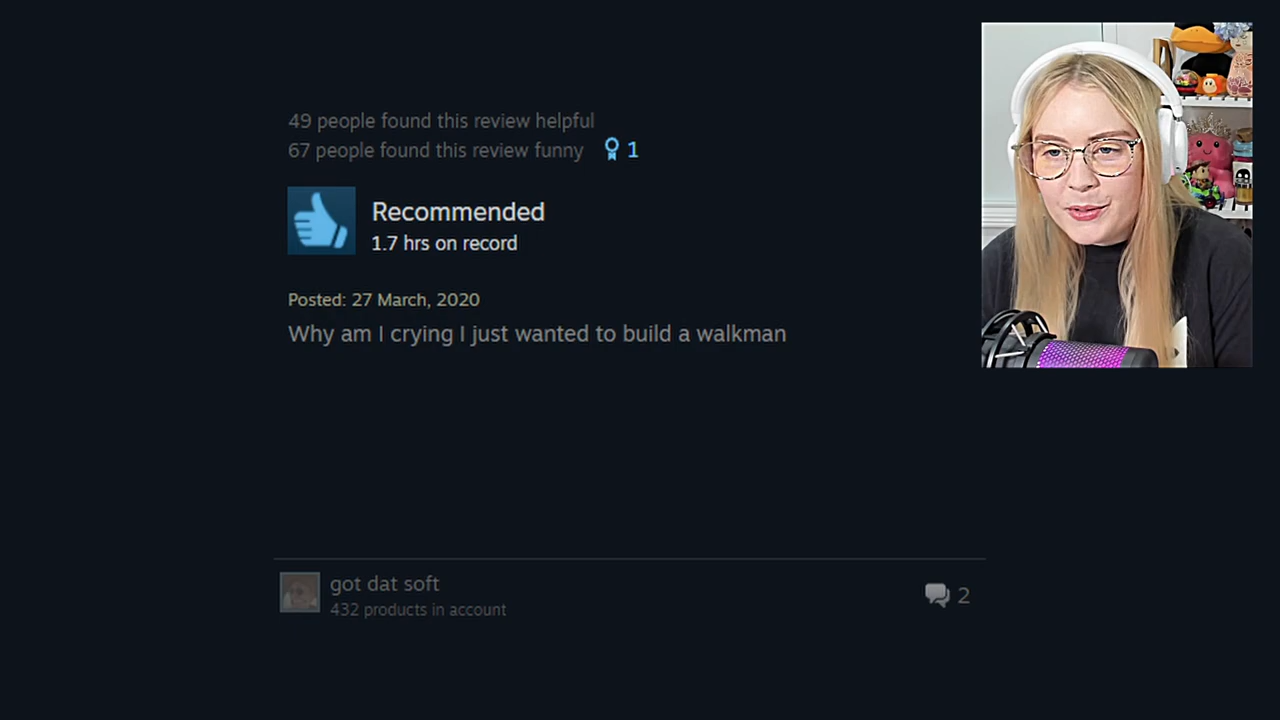 49 people found this review helpful
67 people found this review funny 1
Recommended
1.7 hrs on record
Posted: 27 March, 2020
Why am I crying I just wanted to build a walkman
got dat soft
432 products in account
2